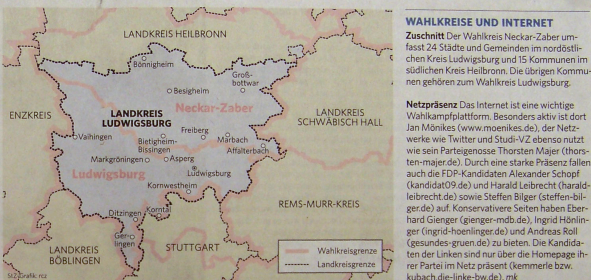 LANDKREIS HEILBRONN
Bönnigheim
Groß-
bottwar
Besigheim
Neckar-Zaber
ENZKREIS
LANDKREIS
LUDWIGSBURG
LANDKREIS
SCHWÄBISCH HALL
Vaihingen
Freiberg
Bietigheim-
Bissingen
Marbach
Affalterbach
Markgröningen
Asperg
Ludwigsburg
Ludwigsburg
Kornwestheim
REMS-MURR-KREIS
Ditzingen
Korntal
Ger-
lingen
STUTTGART
LANDKREIS
BÖBLINGEN
Wahlkreisgrenze
Landkreisgrenze
StZ-Grafik: rcz
WAHLKREISE UND INTERNET
Zuschnitt Der Wahlkreis Neckar-Zaber um-
fasst 24 Städte und Gemeinden im nordöstli-
chen Kreis Ludwigsburg und 15 Kommunen im
südlichen Kreis Heilbronn. Die übrigen Kommu-
nen gehören zum Wahlkreis Ludwigsburg.
Netzpräsenz Das Internet ist eine wichtige
Wahlkampfplattform. Besonders aktiv ist dort
Jan Mönikes (www.moenikes.de), der Netz-
werke wie Twitter und Studi-VZ ebenso nutzt
wie sein Parteigenosse Thorsten Majer (thors-
ten-majer.de). Durch eine starke Präsenz fallen
auch die FDP-Kandidaten Alexander Schopf
(kandidat09.de) und Harald Leibrecht (harald-
leibrecht.de) sowie Steffen Bilger (steffen-bil-
ger.de) auf. Konservativere Seiten haben Eber-
hard Gienger (gienger-mdb.de), Ingrid Hönlin-
ger (ingrid-hoenlinger.de) und Andreas Roll
(gesundes-gruen.de) zu bieten. Die Kandida-
ten der Linken sind nur über die Homepage ih-
rer Partei im Netz präsent (kemmerle bzw.
kubach.die-linke-bw.de). mk